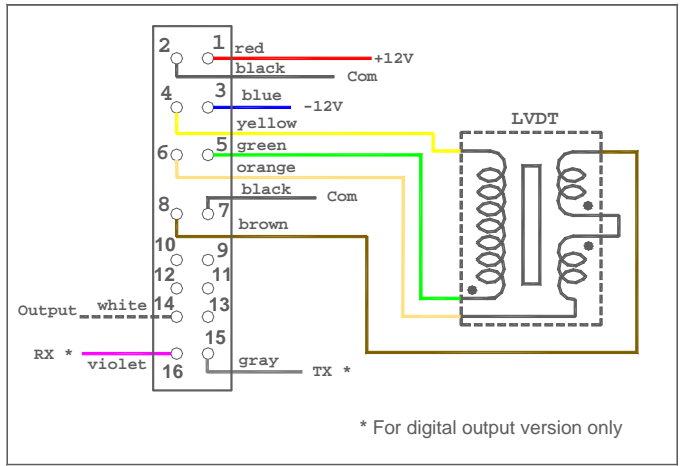 2 1 red
+12V
black Com
4 3 blue -12V
LVDT
yellow
6 5 green
orange
black Com
8 7
brown
10 9
12 11
Output white 14 13
15
RX * violet gray TX *
16
* For digital output version only